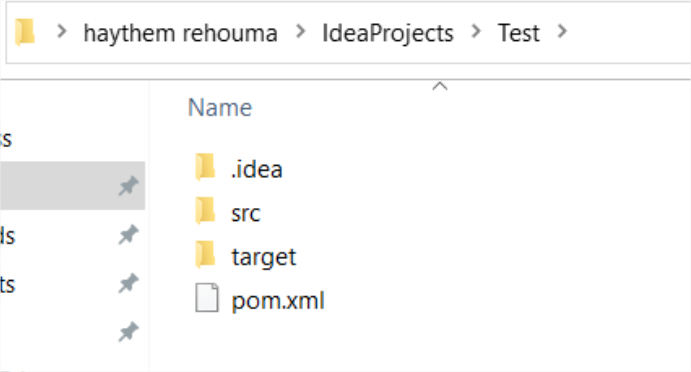 haythem rehouma > IdeaProjects > Test >
Name
.idea
src
target
pom.xml